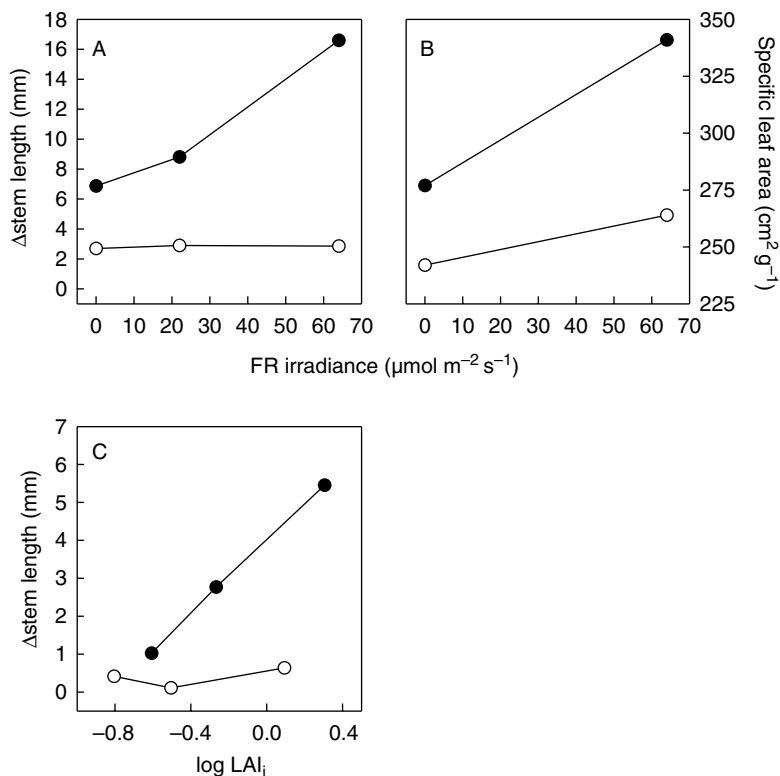 A
Δstem length (mm)
18
16
14
12
10
8
6
4
2
0
0 10 20 30 40 50 60 70
B
350
325
300
275
250
225
Specific leaf area (cm² g⁻¹)
0 10 20 30 40 50 60 70
FR irradiance (µmol m⁻² s⁻¹)
C
Δstem length (mm)
7
6
5
4
3
2
1
0
−0.8 −0.4 0.0 0.4
log LAIᵢ